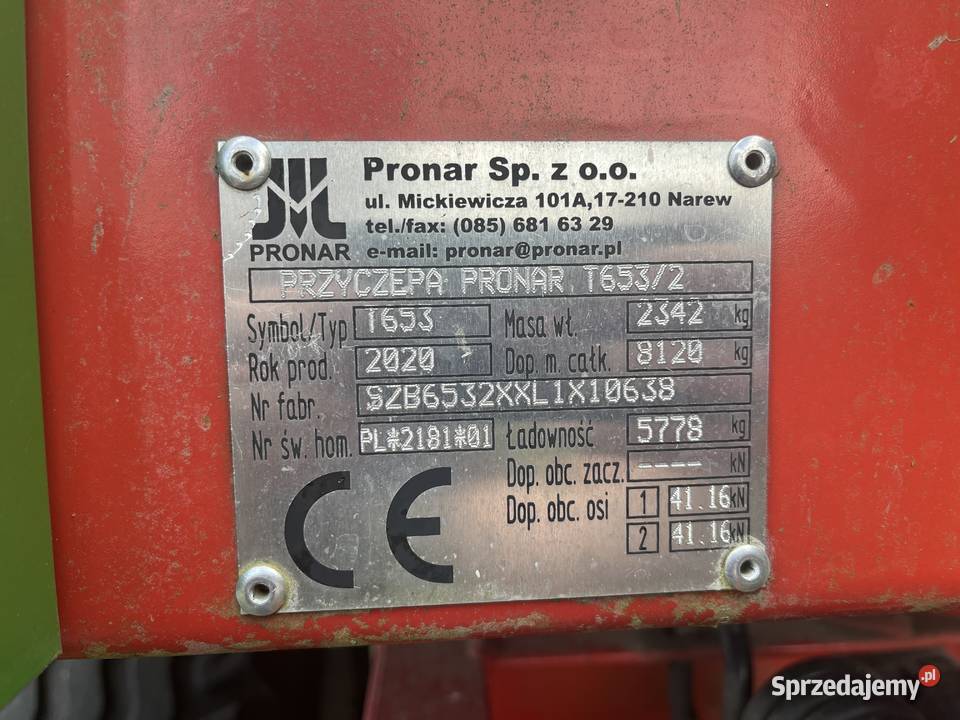 Pronar Sp. z o.o.
ul. Mickiewicza 101A,17-210 Narew
tel./fax: (085) 681 63 29
PRONAR e-mail: pronar@pronar.pl
PRZYCZEPA PRONAR T653/2
Symbol/Typ T653 Masa wł. 2342 kg
Rok prod. 2020 Dop. m. całk. 8120 kg
Nr fabr. SZB6532XXL1X10638
Nr św. hom. PL*2181*01 Ładowność 5778 kg
Dop. obc. zacz. ---- kN
Dop. obc. osi 1 41.16 kN
2 41.16 kN
CE
Sprzedajemy.pl